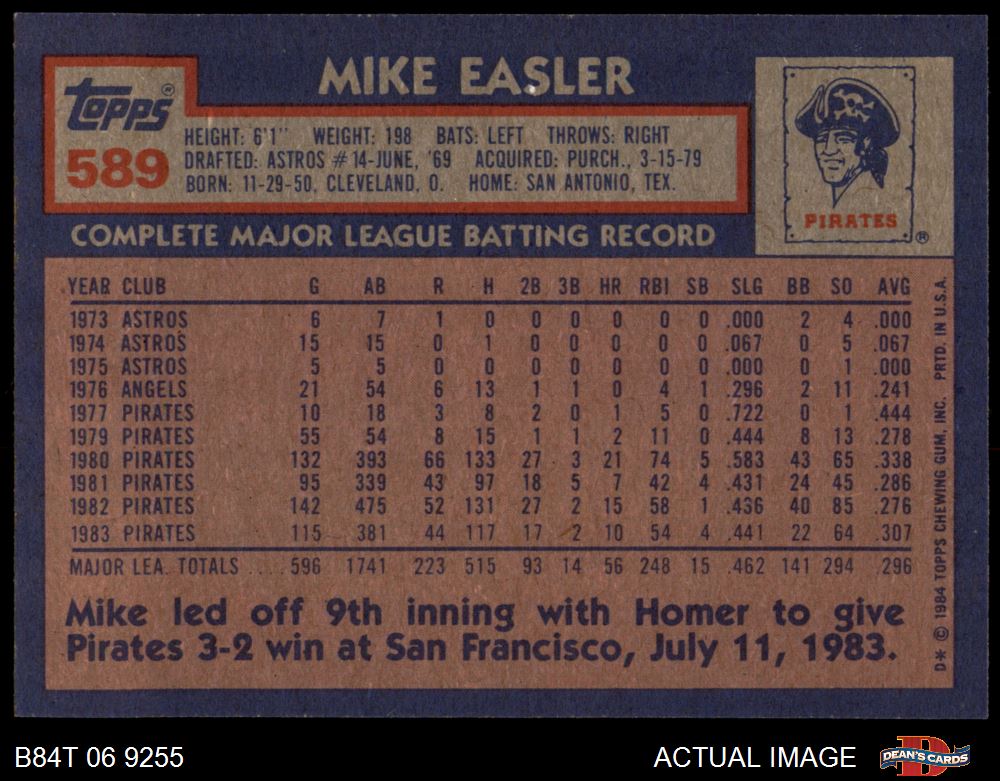 MIKE EASLER
Topps®
589
HEIGHT: 6'1" WEIGHT: 198 BATS: LEFT THROWS: RIGHT
DRAFTED: ASTROS #14-JUNE, '69 ACQUIRED: PURCH., 3-15-79
BORN: 11-29-50, CLEVELAND, O. HOME: SAN ANTONIO, TEX.
PIRATES
®
COMPLETE MAJOR LEAGUE BATTING RECORD
YEAR CLUB G AB R H 2B 3B HR RBI SB SLG BB SO AVG
1973 ASTROS 6 7 1 0 0 0 0 0 0 .000 2 4 .000
1974 ASTROS 15 15 0 1 0 0 0 0 0 .067 0 5 .067
1975 ASTROS 5 5 0 0 0 0 0 0 0 .000 0 1 .000
1976 ANGELS 21 54 6 13 1 1 0 4 1 .296 2 11 .241
1977 PIRATES 10 18 3 8 2 0 1 5 0 .722 0 1 .444
1979 PIRATES 55 54 8 15 1 1 2 11 0 .444 8 13 .278
1980 PIRATES 132 393 66 133 27 3 21 74 5 .583 43 65 .338
1981 PIRATES 95 339 43 97 18 5 7 42 4 .431 24 45 .286
1982 PIRATES 142 475 52 131 27 2 15 58 1 .436 40 85 .276
1983 PIRATES 115 381 44 117 17 2 10 54 4 .441 22 64 .307
MAJOR LEA. TOTALS .... 596 1741 223 515 93 14 56 248 15 .462 141 294 .296
Mike led off 9th inning with Homer to give
Pirates 3-2 win at San Francisco, July 11, 1983.
D* © 1984 TOPPS CHEWING GUM, INC. PRTD. IN U.S.A.
B84T 06 9255
ACTUAL IMAGE
DEAN'S CARDS